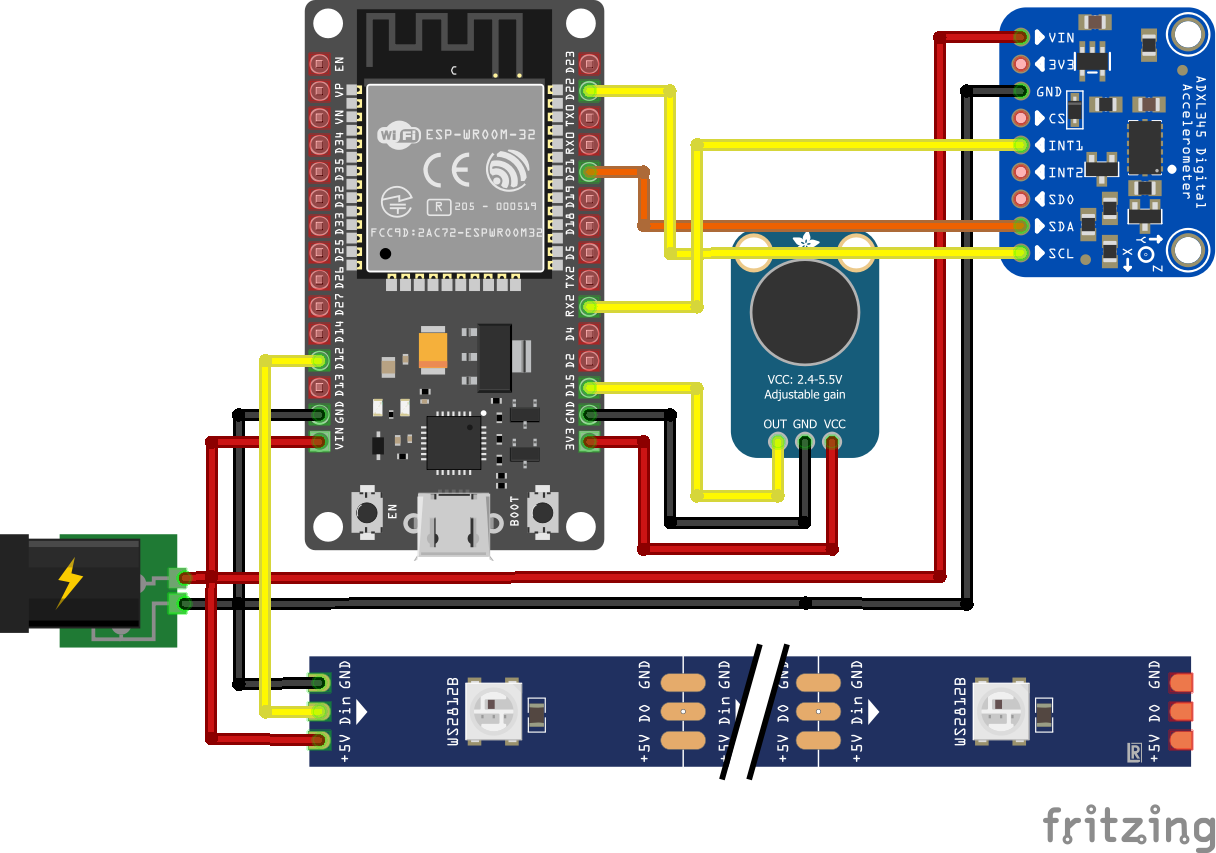 C
EN
VP
VN
D34
D35
D32
D33
D25
D26
D27
D14
D12
D13
GND
VIN
D23
D22
TX0
RX0
D21
D19
D18
D5
TX2
RX2
D4
D2
D15
GND
3V3
WiFi ESP-WROOM-32
CE
R 205 - 000519
FCC9D:2AC72-ESPWROOM32
EN
BOOT
VIN
3V3
GND
CS
INT1
INT2
SDO
SDA
SCL
ADXL345 Digital
Accelerometer
Y
X
Z
VCC: 2.4-5.5V
Adjustable gain
OUT GND VCC
GND
Din
+5V
WS2812B
GND
DO
+5V
GND
Din
+5V
GND
DO
+5V
GND
Din
+5V
WS2812B
GND
DO
+5V
LR
fritzing